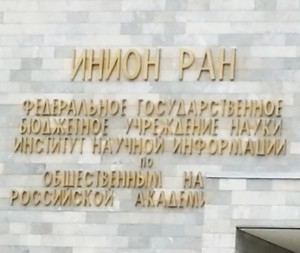 ИНИОН РАН
ФЕДЕРАЛЬНОЕ ГОСУДАРСТВЕННОЕ
БЮДЖЕТНОЕ УЧРЕЖДЕНИЕ НАУКИ
ИНСТИТУТ НАУЧНОЙ ИНФОРМАЦИИ
ПО
ОБЩЕСТВЕННЫМ НА
РОССИЙСКОЙ АКАДЕМИ